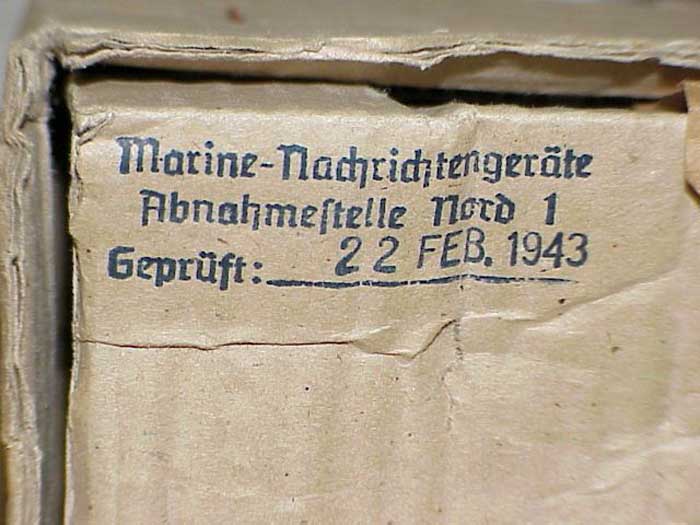 Marine-Nachrichtengeräte
Abnahmeſtelle Nord 1
Geprüft: 22 FEB. 1943